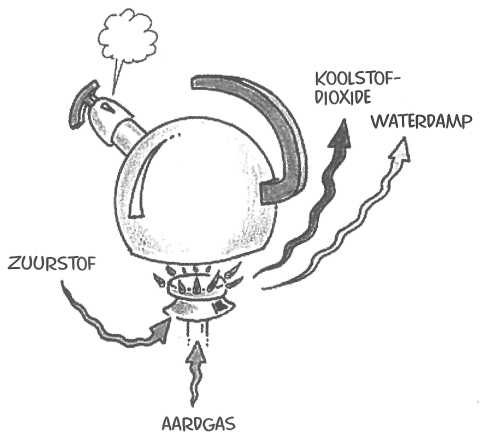 KOOLSTOF-
DIOXIDE
WATERDAMP
ZUURSTOF
AARDGAS